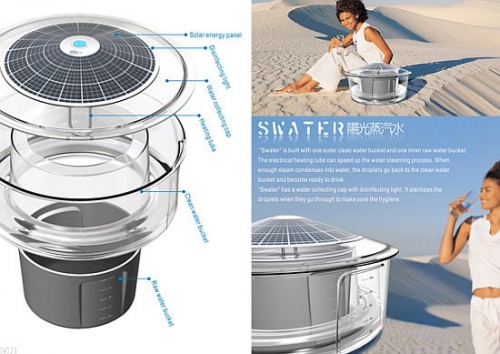 Solar energy panel
Disinfecting light
Water collecting cap
Heating tube
Clean water bucket
Raw water bucket
SWATER 陽光蒸气水
"Swater" is built with one outer clean water bucket and one inner raw water bucket.
The electrical heating tube can speed up the water steaming process. When
enough steam condenses into water, the droplets go back to the clean water
bucket and become ready to drink.
"Swater" has a water collecting cap with disinfecting light. It sterilizes the
droplets when they go through to make sure the hygiene